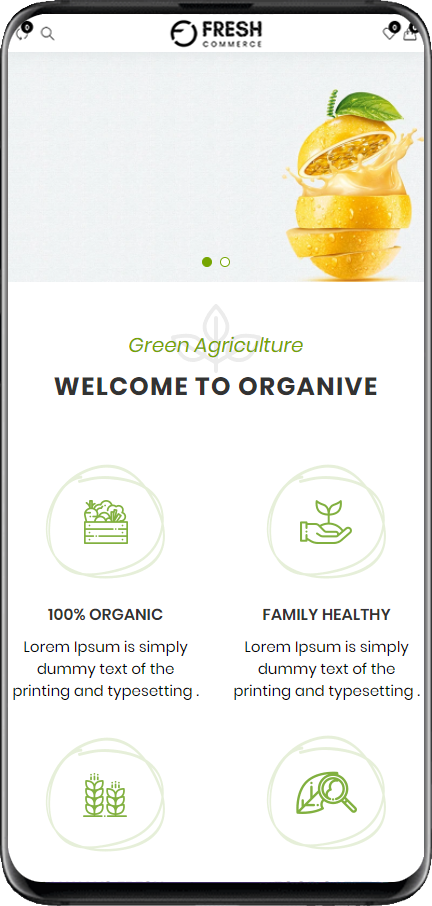 0
FRESH
COMMERCE
0
Green Agriculture
WELCOME TO ORGANIVE
100% ORGANIC
FAMILY HEALTHY
Lorem Ipsum is simply
dummy text of the
printing and typesetting .
Lorem Ipsum is simply
dummy text of the
printing and typesetting .